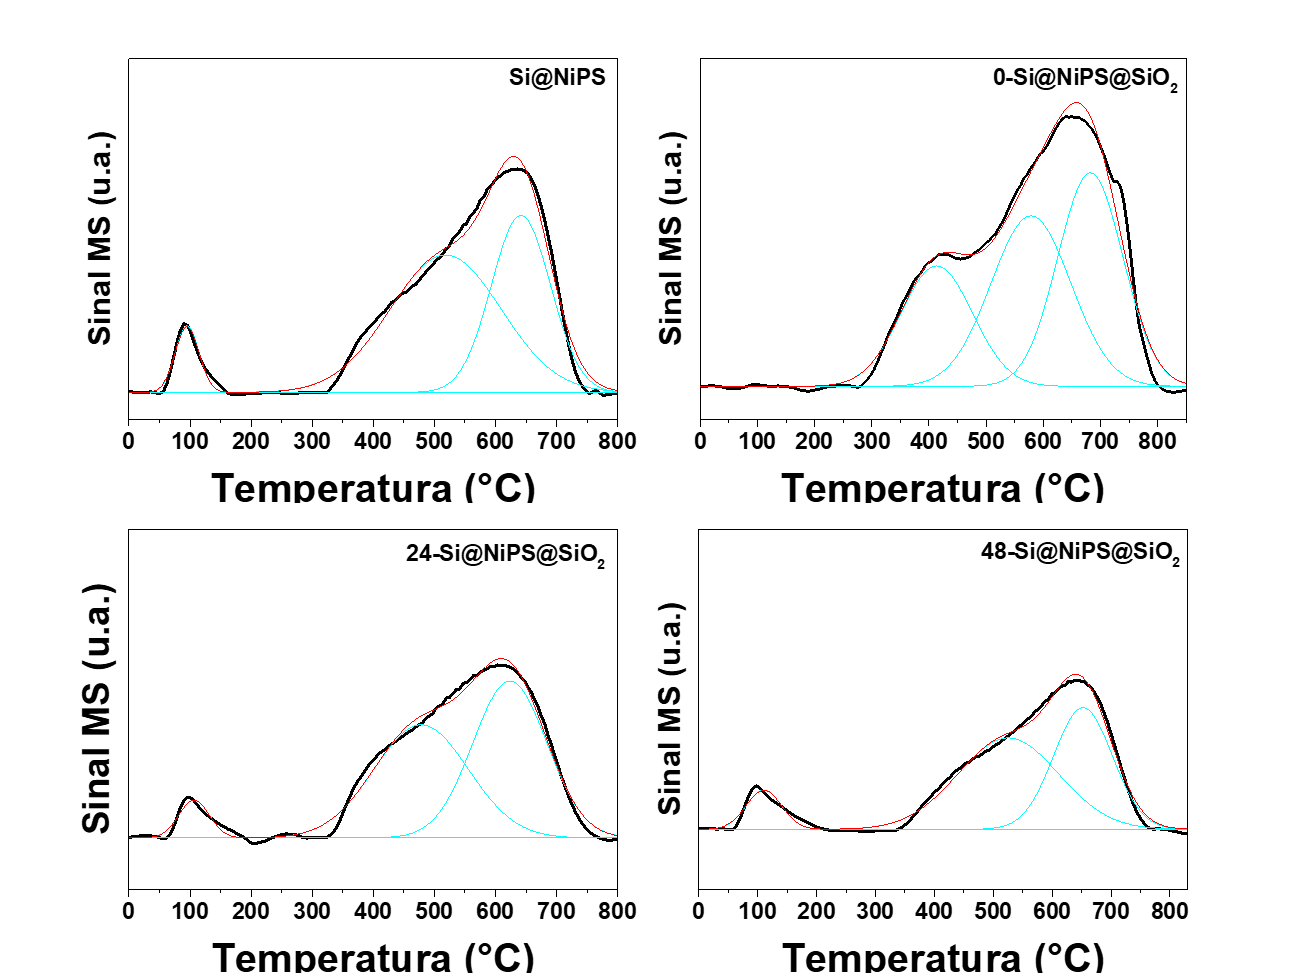 Si@NiPS
Sinal MS (u.a.)
0 100 200 300 400 500 600 700 800
Temperatura (°C)
0-Si@NiPS@SiO2
Sinal MS (u.a.)
0 100 200 300 400 500 600 700 800
Temperatura (°C)
24-Si@NiPS@SiO2
Sinal MS (u.a.)
0 100 200 300 400 500 600 700 800
Temperatura (°C)
48-Si@NiPS@SiO2
Sinal MS (u.a.)
0 100 200 300 400 500 600 700 800
Temperatura (°C)